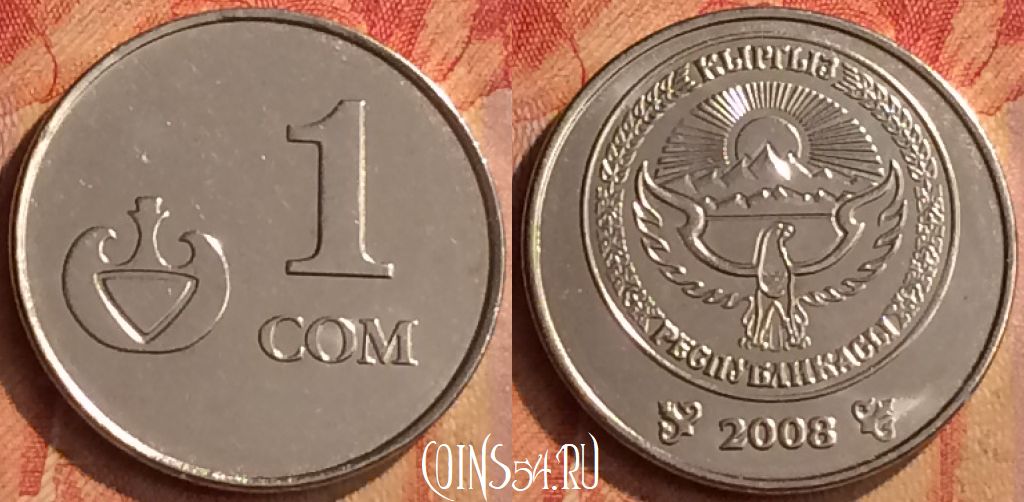 1
СОМ
КЫРГЫЗ
РЕСПУБЛИКАСЫ
2008
COINS54.RU